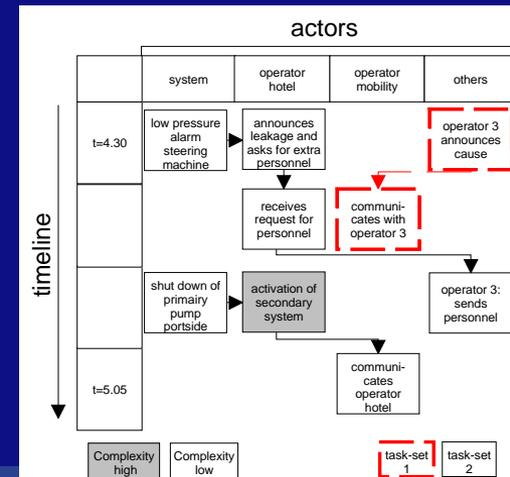 actors
system
operator
hotel
operator
mobility
others
timeline
t=4.30
low pressure
alarm
steering
machine
announces
leakage and
asks for extra
personnel
operator 3
announces
cause
receives
request for
personnel
communi-
cates with
operator 3
shut down of
primairy
pump
portside
activation of
secondary
system
operator 3:
sends
personnel
t=5.05
communi-
cates
operator
hotel
Complexity
high
Complexity
low
task-set
1
task-set
2